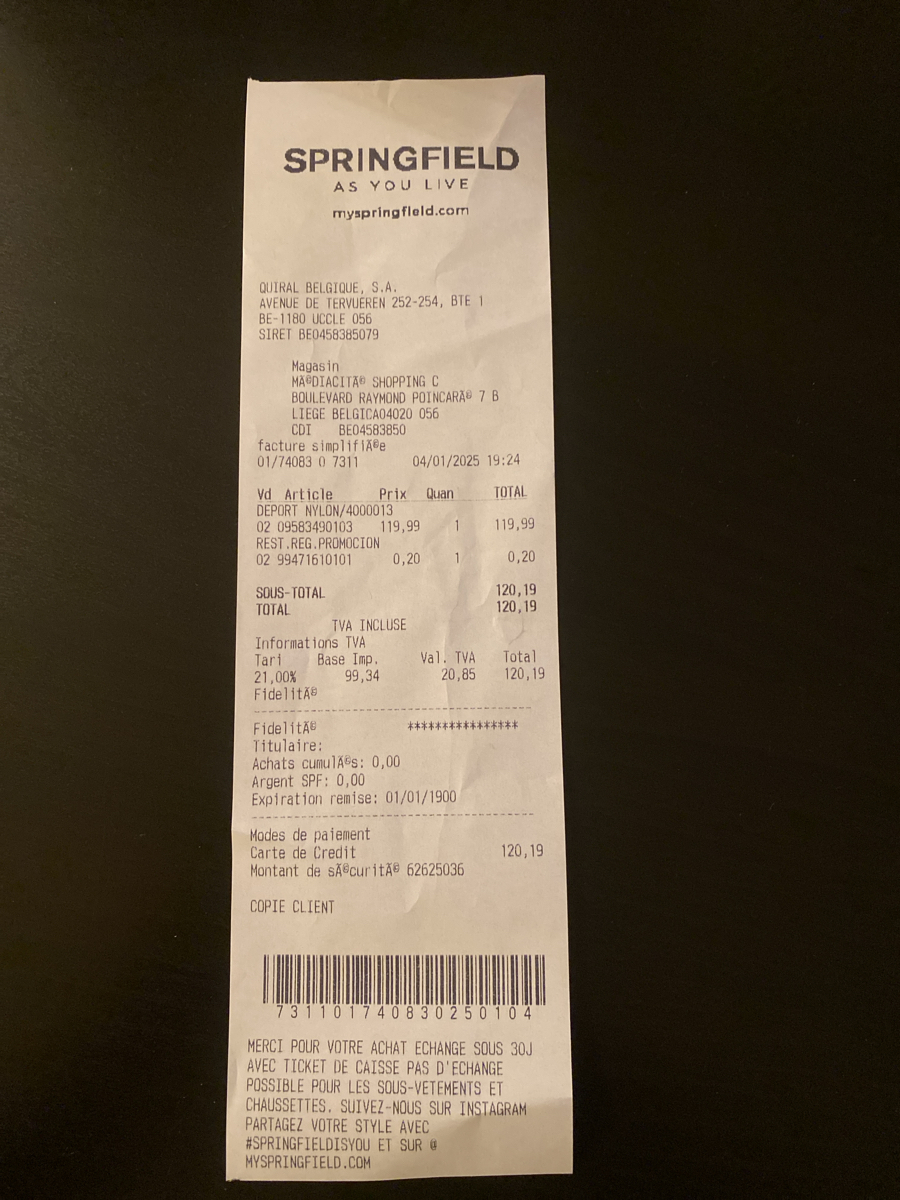 SPRINGFIELD
AS YOU LIVE
myspringfield.com
QUIRAL BELGIQUE, S.A.
AVENUE DE TERVUEREN 252-254, BTE 1
BE-1180 UCCLE 056
SIRET BE0458385079
Magasin
MÃ©DIACITÃ© SHOPPING C
BOULEVARD RAYMOND POINCARÃ© 7 B
LIEGE BELGICA04020 056
CDI BE04583850
facture simplifiÃ©e
01/74083 0 7311 04/01/2025 19:24
Vd Article Prix Quan TOTAL
DEPORT NYLON/4000013
02 09583490103 119,99 1 119,99
REST.REG.PROMOCION
02 99471610101 0,20 1 0,20
SOUS-TOTAL 120,19
TOTAL 120,19
TVA INCLUSE
Informations TVA
Tari Base Imp. Val. TVA Total
21,00% 99,34 20,85 120,19
FidelitÃ©
FidelitÃ© ****************
Titulaire:
Achats cumulÃ©s: 0,00
Argent SPF: 0,00
Expiration remise: 01/01/1900
Modes de paiement
Carte de Credit 120,19
Montant de sÃ©curitÃ© 62625036
COPIE CLIENT
731101740830250104
MERCI POUR VOTRE ACHAT ECHANGE SOUS 30J
AVEC TICKET DE CAISSE PAS D'ECHANGE
POSSIBLE POUR LES SOUS-VETEMENTS ET
CHAUSSETTES. SUIVEZ-NOUS SUR INSTAGRAM
PARTAGEZ VOTRE STYLE AVEC
#SPRINGFIELDISYOU ET SUR @
MYSPRINGFIELD.COM